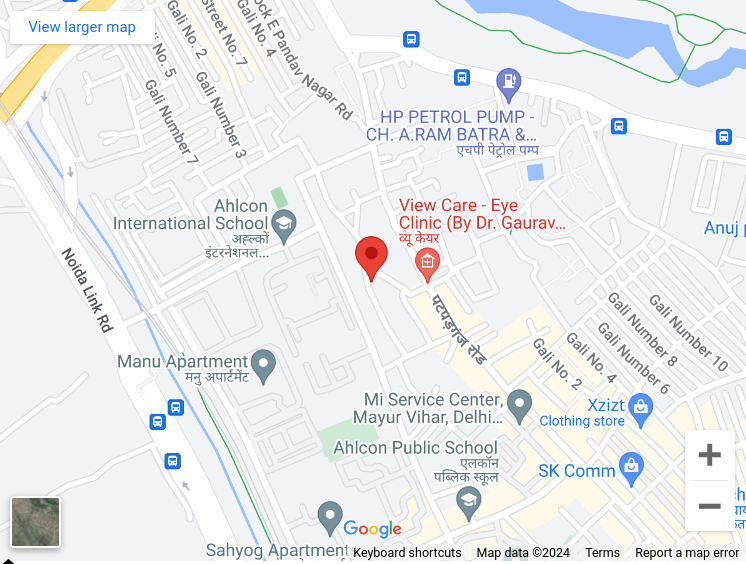 View larger map
Gali No. 5
Gali No. 2
Street No. 7
Gali No. 4
ock E Pandav Nagar Rd
Gali Number 7
Gali Number 3
HP PETROL PUMP -
CH. A.RAM BATRA &...
एचपी पेट्रोल पम्प
Ahlcon
International School
अह्ल्कों
इंटरनेशनल...
View Care - Eye
Clinic (By Dr. Gaurav...
व्यू केयर
Anuj p
Noida Link Rd
पटपड़गंज रोड
Gali Number 10
Gali Number 8
Gali Number 6
Gali No. 4
Gali No. 2
Manu Apartment
मनु अपार्टमेंट
Mi Service Center,
Mayur Vihar, Delhi...
Xzizt
Clothing store
Ahlcon Public School
एलकॉन
पब्लिक स्कूल
SK Comm
Google
Sahyog Apartments
Keyboard shortcuts
Map data ©2024
Terms
Report a map error